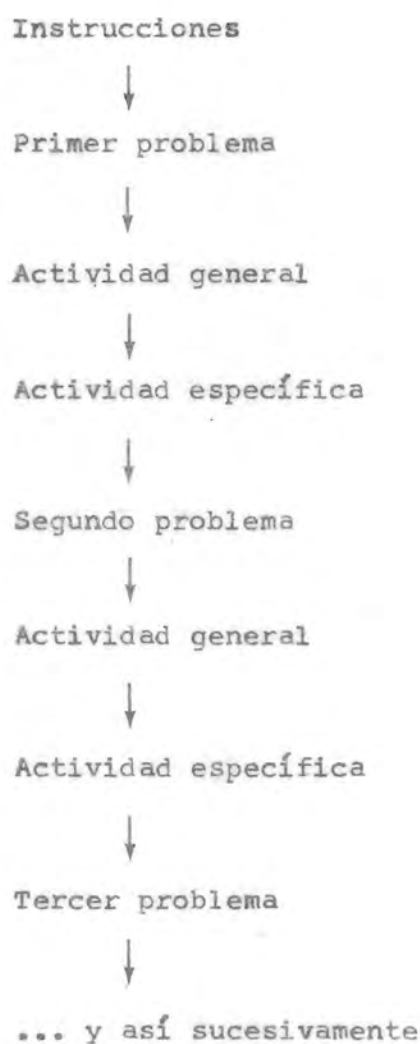 Instrucciones
Primer problema
Actividad general
Actividad específica
Segundo problema
Actividad general
Actividad específica
Tercer problema
... y así sucesivamente